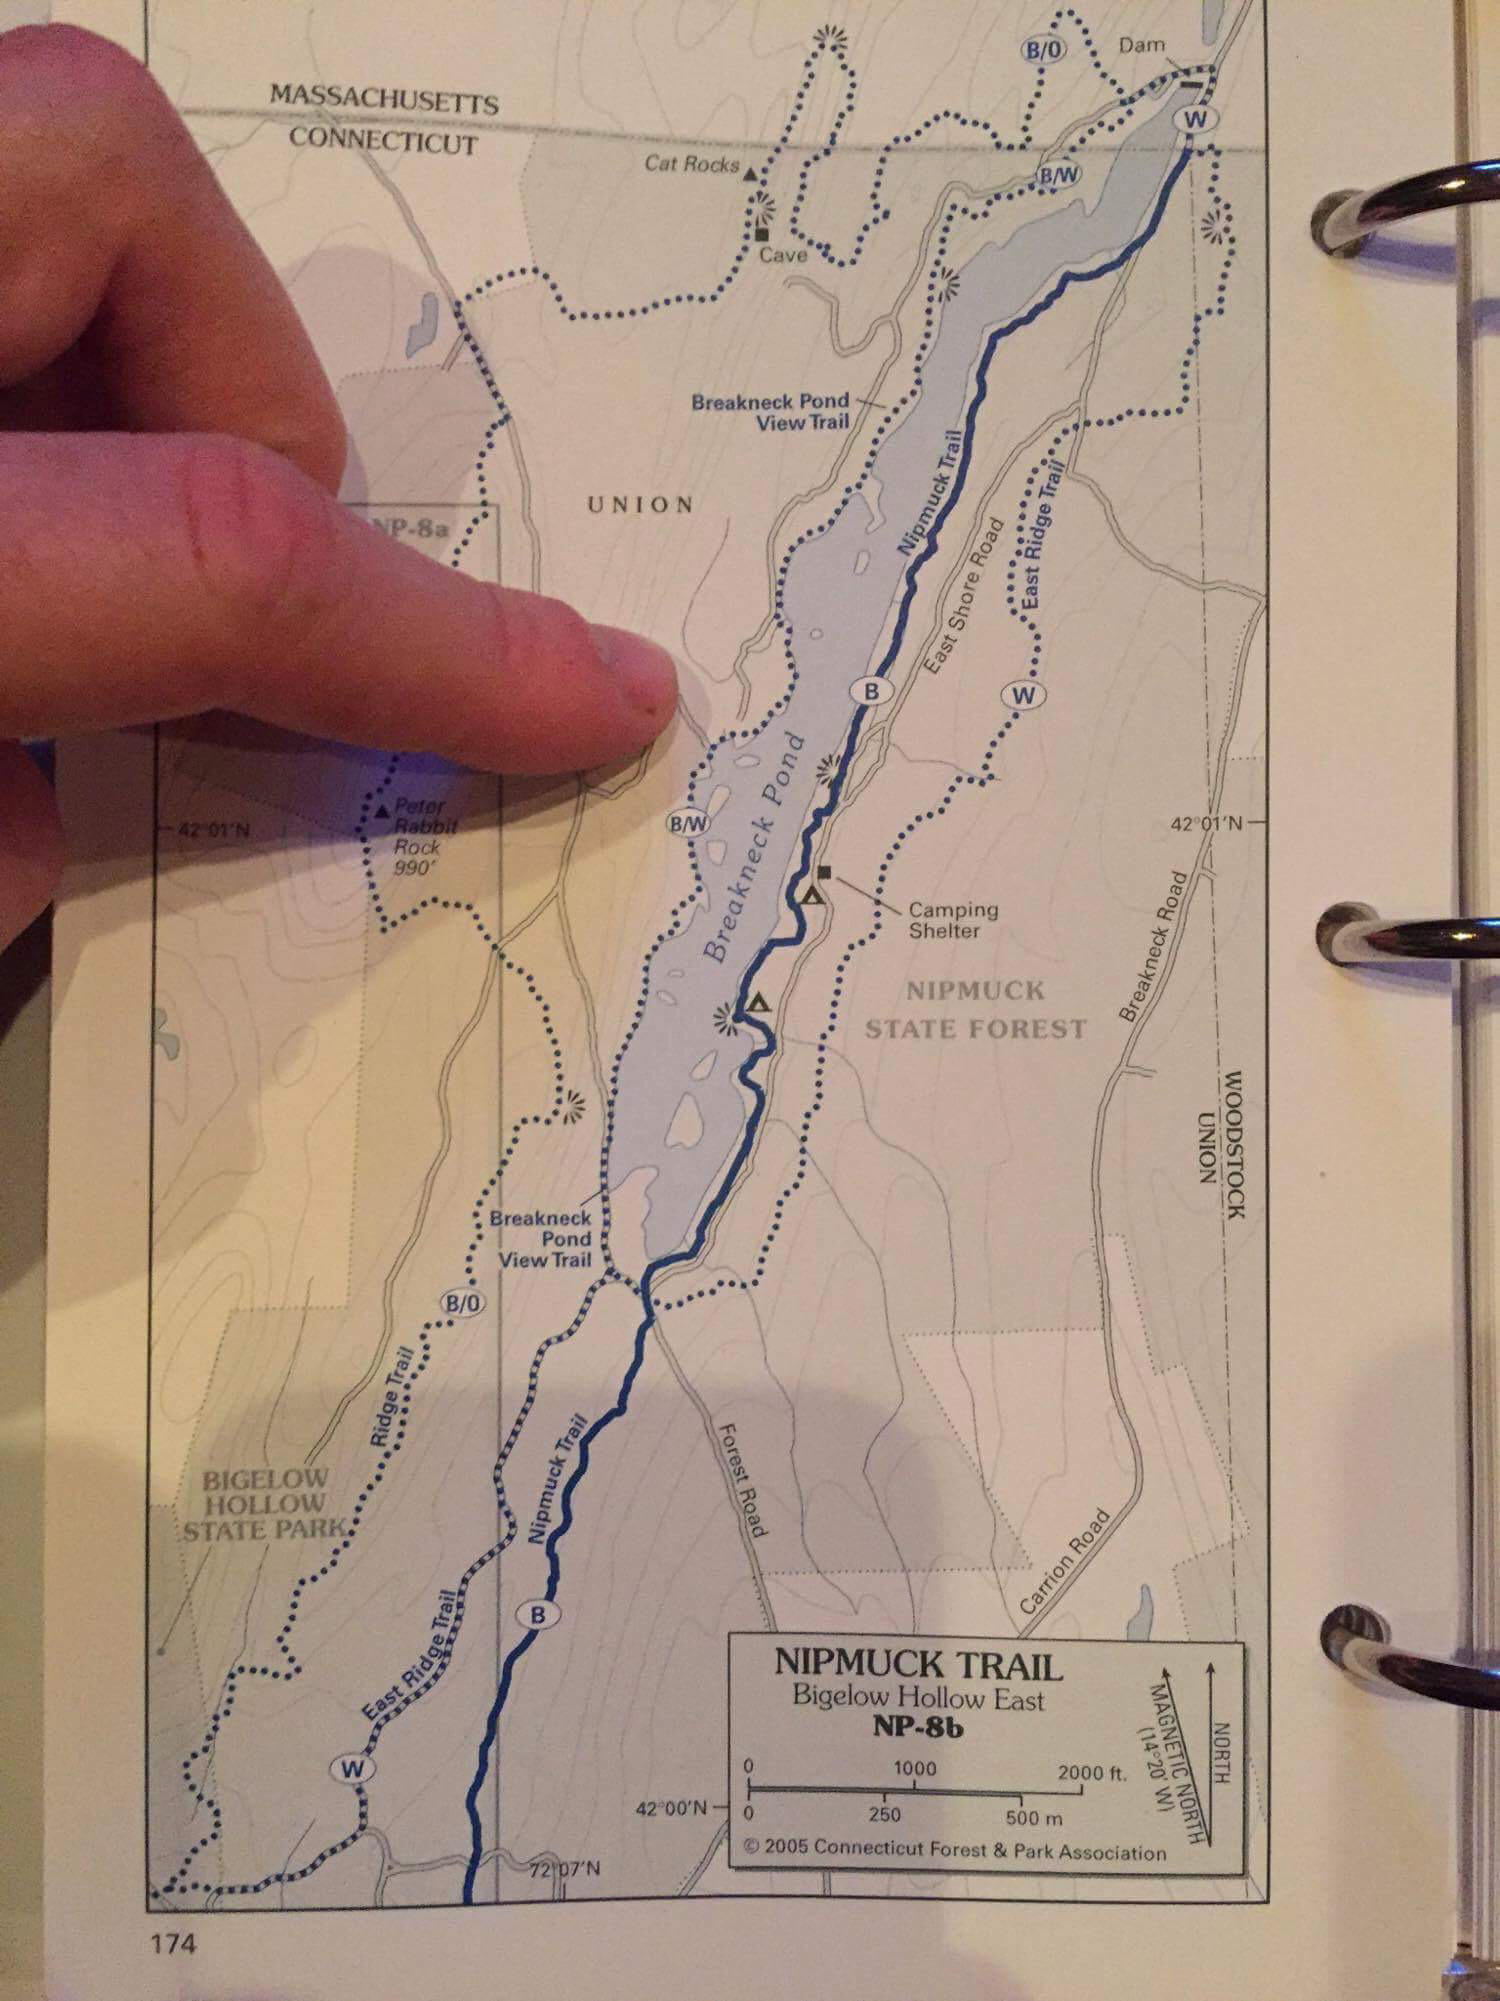 B/O
Dam
MASSACHUSETTS
CONNECTICUT
W
Cat Rocks
B/W
Cave
Breakneck Pond
View Trail
Nipmuck Trail
UNION
East Ridge Trail
NP-8a
East Shore Road
B
W
B/W
Breakneck Pond
Peter
Rabbit
Rock
990'
42°01'N
42°01'N
Camping
Shelter
Breakneck Road
NIPMUCK
STATE FOREST
WOODSTOCK
UNION
Breakneck
Pond
View Trail
B/O
Ridge Trail
Nipmuck Trail
Forest Road
BIGELOW
HOLLOW
STATE PARK
Carrion Road
East Ridge Trail
B
W
NIPMUCK TRAIL
Bigelow Hollow East
NP-8b
0 1000 2000 ft.
0 250 500 m
MAGNETIC NORTH
(14°20' W)
NORTH
© 2005 Connecticut Forest & Park Association
42°00'N
72°07'N
174